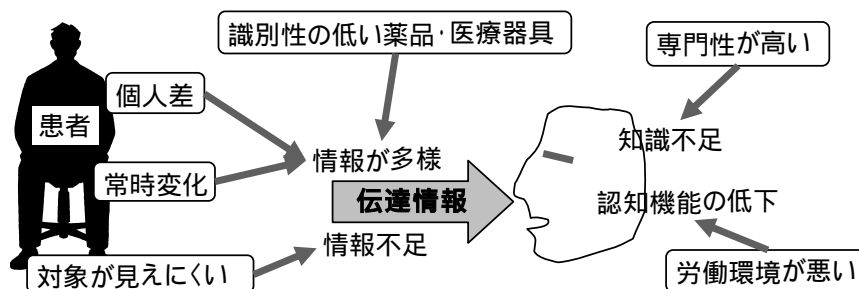 識別性の低い薬品・医療器具
専門性が高い
個人差
患者
知識不足
情報が多様
常時変化
伝達情報
認知機能の低下
情報不足
対象が見えにくい
労働環境が悪い